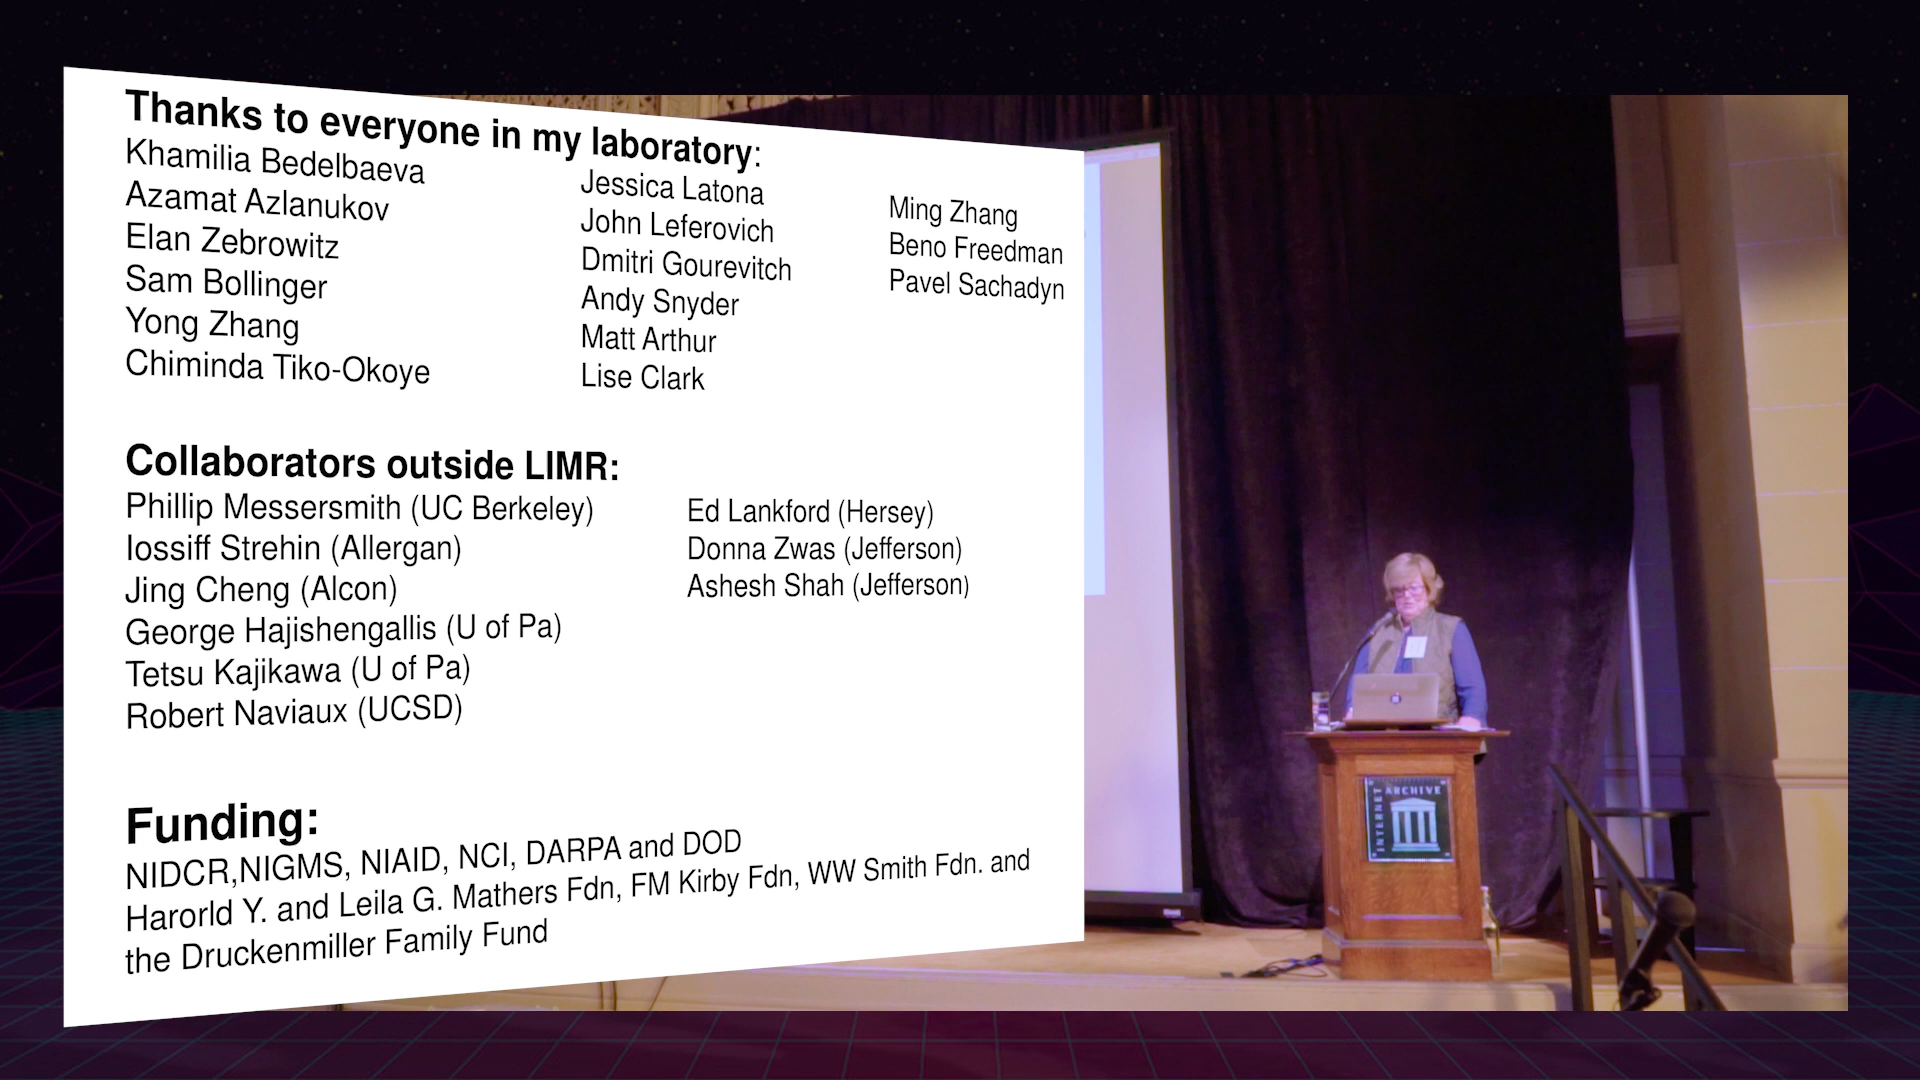 Thanks to everyone in my laboratory:
Khamilia Bedelbaeva
Azamat Azlanukov
Elan Zebrowitz
Sam Bollinger
Yong Zhang
Chiminda Tiko-Okoye
Jessica Latona
John Leferovich
Dmitri Gourevitch
Andy Snyder
Matt Arthur
Lise Clark
Ming Zhang
Beno Freedman
Pavel Sachadyn
Collaborators outside LIMR:
Phillip Messersmith (UC Berkeley)
Iossiff Strehin (Allergan)
Jing Cheng (Alcon)
George Hajishengallis (U of Pa)
Tetsu Kajikawa (U of Pa)
Robert Naviaux (UCSD)
Ed Lankford (Hersey)
Donna Zwas (Jefferson)
Ashesh Shah (Jefferson)
Funding:
NIDCR,NIGMS, NIAID, NCI, DARPA and DOD
Harorld Y. and Leila G. Mathers Fdn, FM Kirby Fdn, WW Smith Fdn. and
the Druckenmiller Family Fund
INTERNET
ARCHIVE